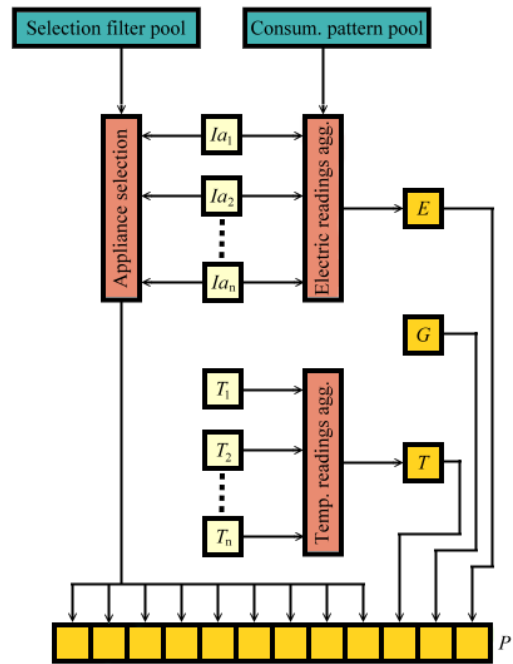 Selection filter pool
Consum. pattern pool
Appliance selection
Ia1
Ia2
Ian
Electric readings agg.
E
G
T1
T2
Tn
Temp. readings agg.
T
P